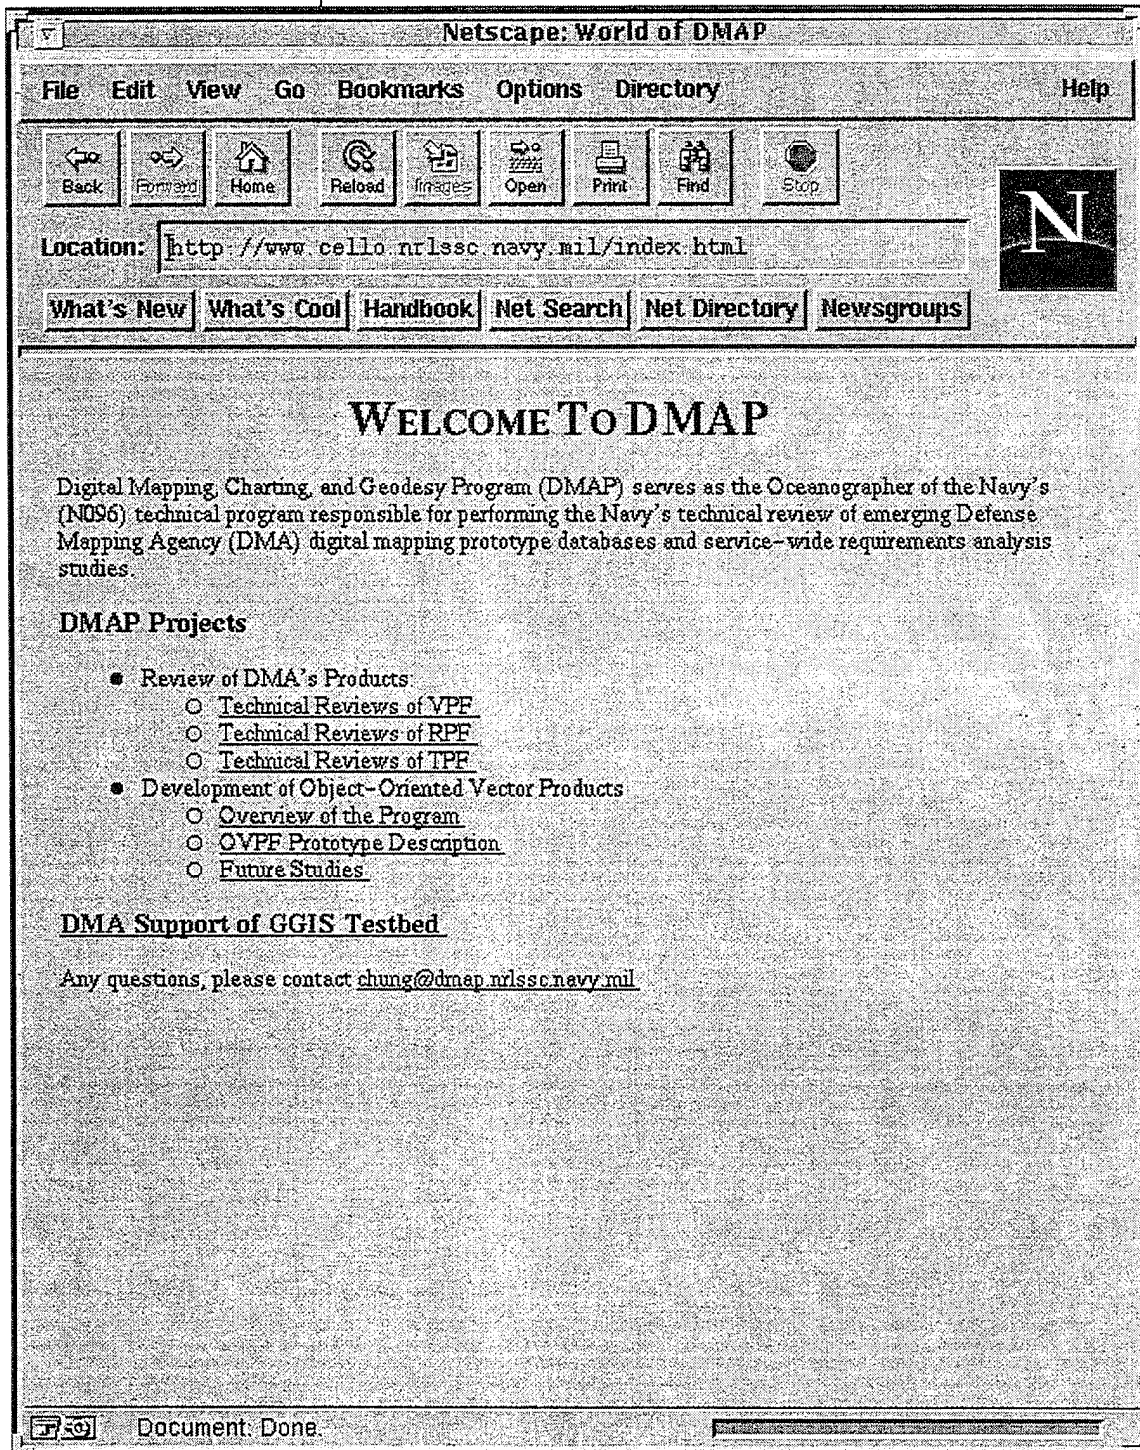 Netscape: World of DMAP
File Edit View Go Bookmarks Options Directory Help
Back Forward Home Reload Images Open Print Find Stop
N
Location: http://www.cello.nrlssc.navy.mil/index.html
What's New What's Cool Handbook Net Search Net Directory Newsgroups
WELCOME TO DMAP
Digital Mapping, Charting, and Geodesy Program (DMAP) serves as the Oceanographer of the Navy's
(N096) technical program responsible for performing the Navy's technical review of emerging Defense
Mapping Agency (DMA) digital mapping prototype databases and service-wide requirements analysis
studies.
DMAP Projects
Review of DMA's Products:
Technical Reviews of VPF
Technical Reviews of RPF
Technical Reviews of TPF
Development of Object-Oriented Vector Products
Overview of the Program
OVPF Prototype Description
Future Studies
DMA Support of GGIS Testbed
Any questions, please contact chung@dmap.nrlssc.navy.mil
Document: Done.